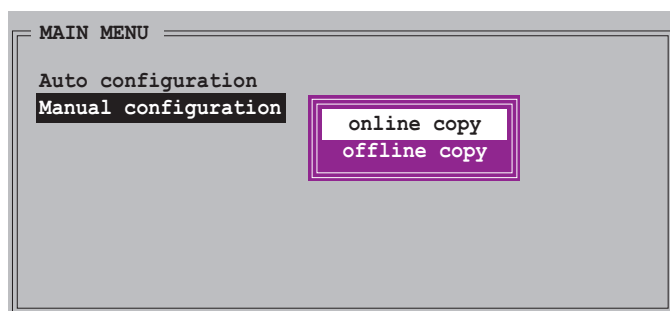 MAIN MENU
Auto configuration
Manual configuration
online copy
offline copy